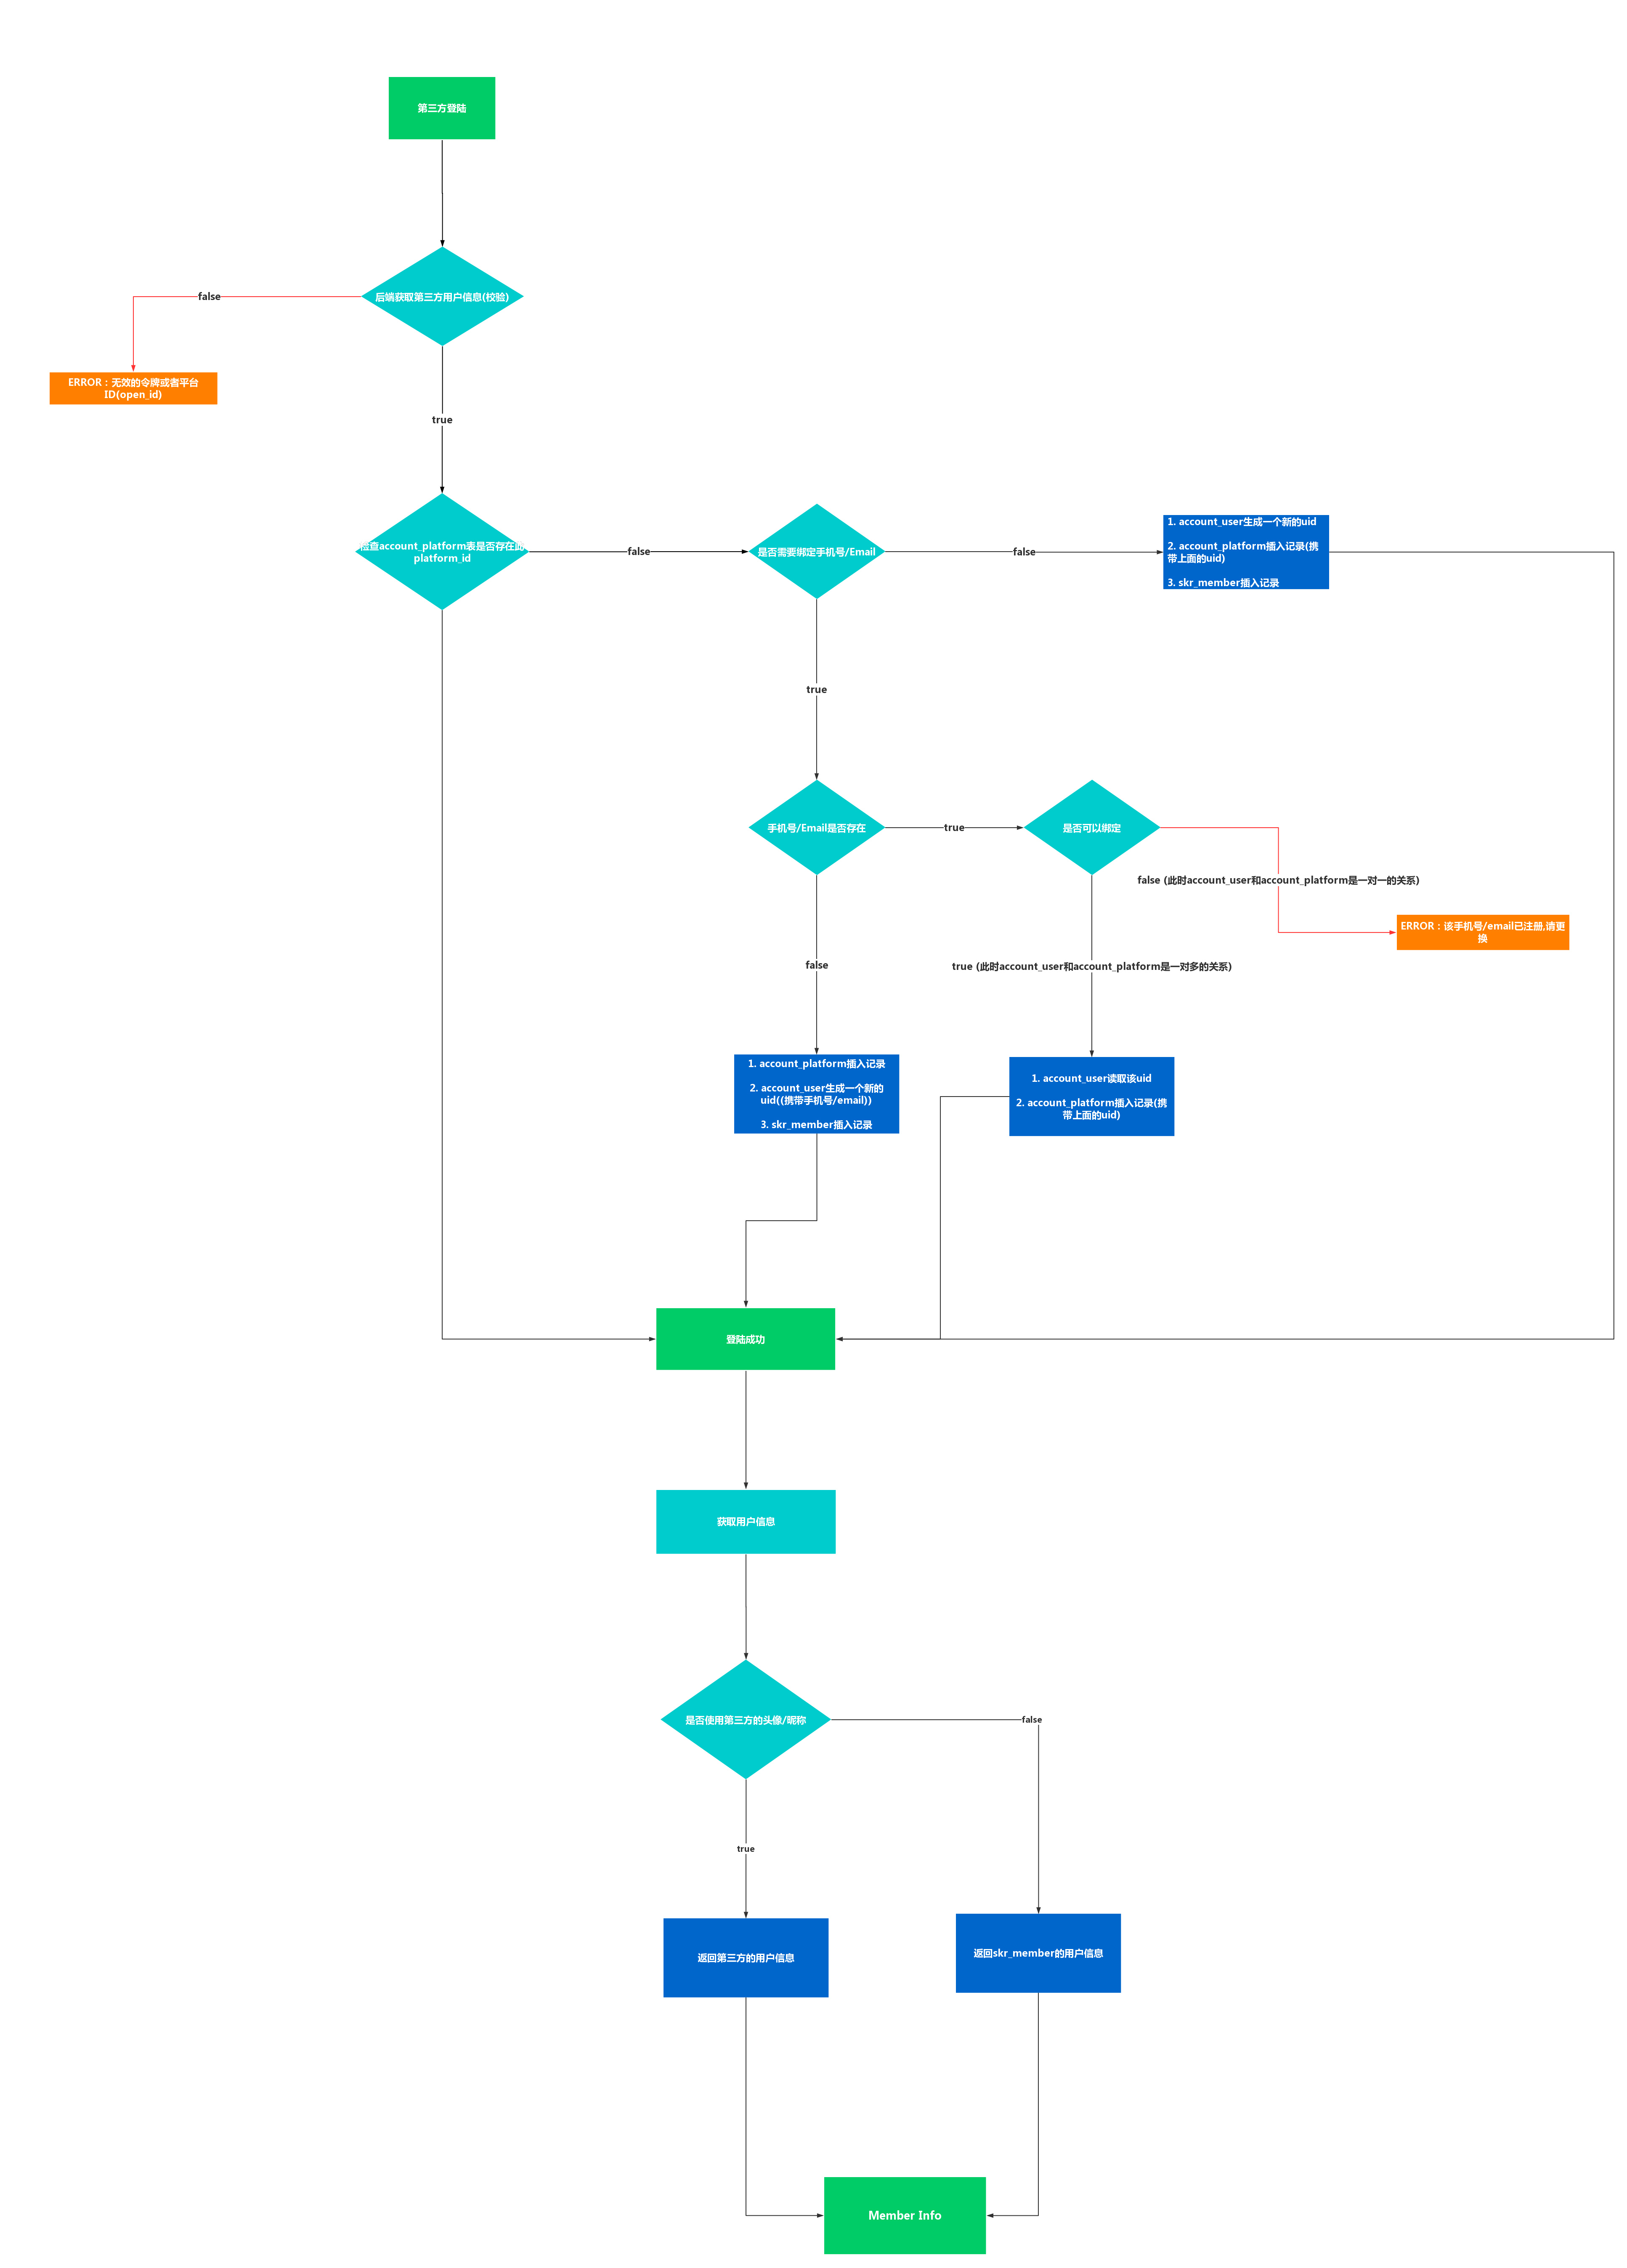 第三方登陆
后端获取第三方用户信息(校验)
false
ERROR：无效的令牌或者平台
ID(open_id)
true
检查account_platform表是否存在此
platform_id
false
是否需要绑定手机号/Email
false
1. account_user生成一个新的uid
2. account_platform插入记录(携
带上面的uid)
3. skr_member插入记录
true
手机号/Email是否存在
true
是否可以绑定
false (此时account_user和account_platform是一对一的关系)
ERROR：该手机号/email已注册,请更
换
false
true (此时account_user和account_platform是一对多的关系)
1. account_platform插入记录
2. account_user生成一个新的
uid((携带手机号/email))
3. skr_member插入记录
1. account_user读取该uid
2. account_platform插入记录(携
带上面的uid)
登陆成功
获取用户信息
是否使用第三方的头像/昵称
false
true
返回第三方的用户信息
返回skr_member的用户信息
Member Info